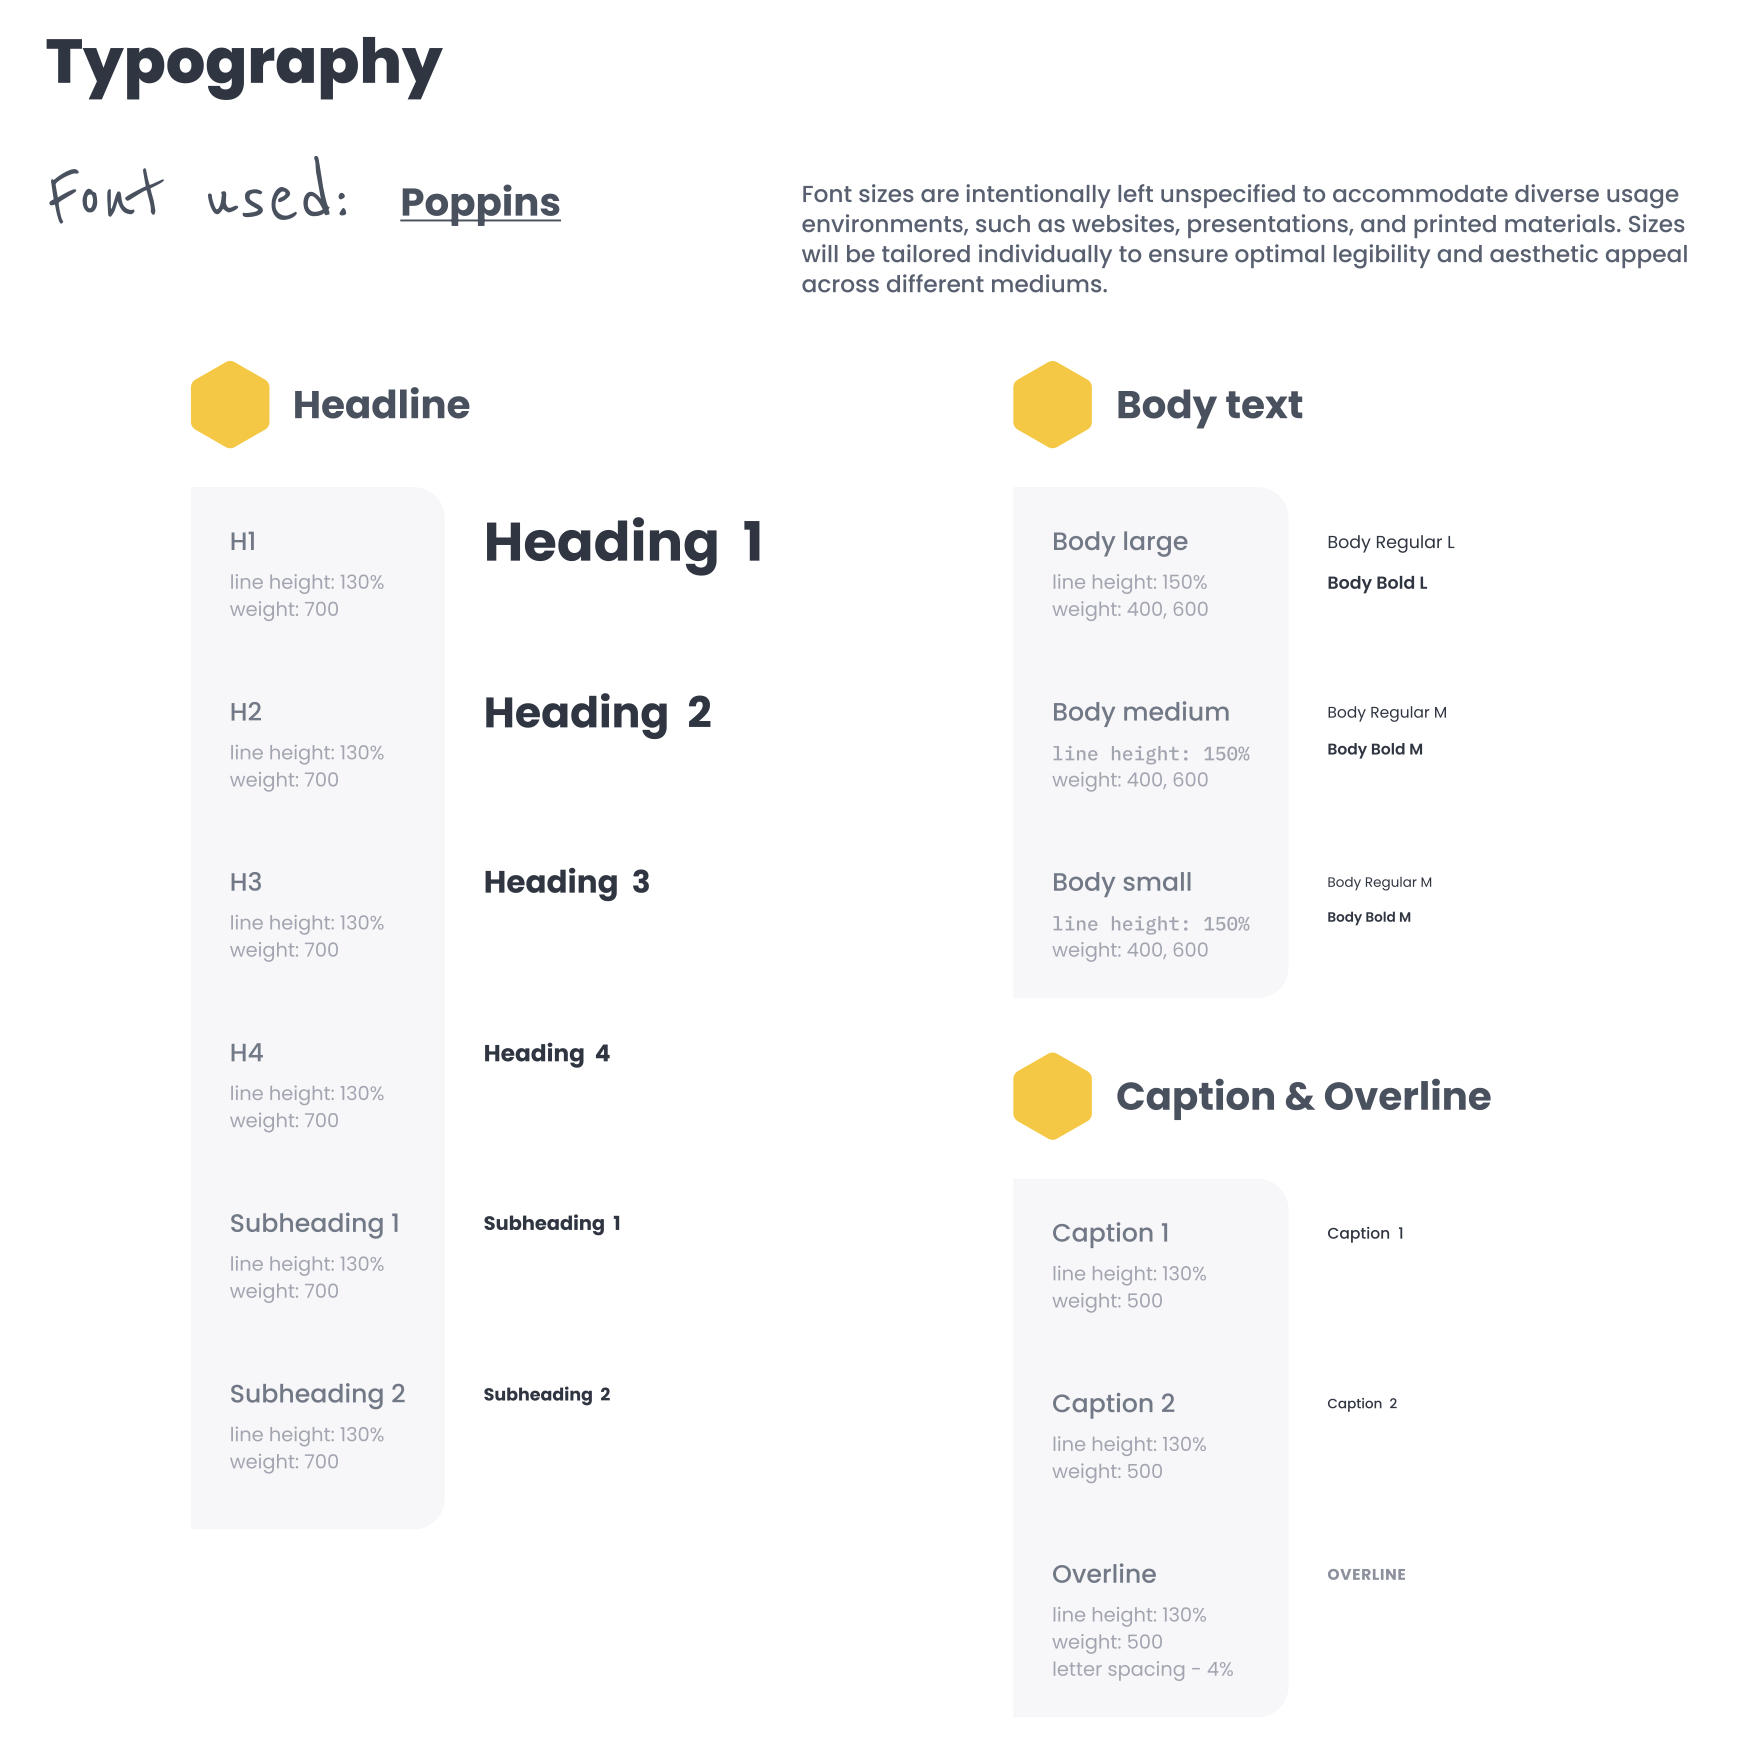 Typography
Font used: Poppins
Font sizes are intentionally left unspecified to accommodate diverse usage
environments, such as websites, presentations, and printed materials. Sizes
will be tailored individually to ensure optimal legibility and aesthetic appeal
across different mediums.
Headline
H1
line height: 130%
weight: 700
Heading 1
H2
line height: 130%
weight: 700
Heading 2
H3
line height: 130%
weight: 700
Heading 3
H4
line height: 130%
weight: 700
Heading 4
Subheading 1
line height: 130%
weight: 700
Subheading 1
Subheading 2
line height: 130%
weight: 700
Subheading 2
Body text
Body large
line height: 150%
weight: 400, 600
Body Regular L
Body Bold L
Body medium
line height: 150%
weight: 400, 600
Body Regular M
Body Bold M
Body small
line height: 150%
weight: 400, 600
Body Regular M
Body Bold M
Caption & Overline
Caption 1
line height: 130%
weight: 500
Caption 1
Caption 2
line height: 130%
weight: 500
Caption 2
Overline
line height: 130%
weight: 500
letter spacing - 4%
OVERLINE